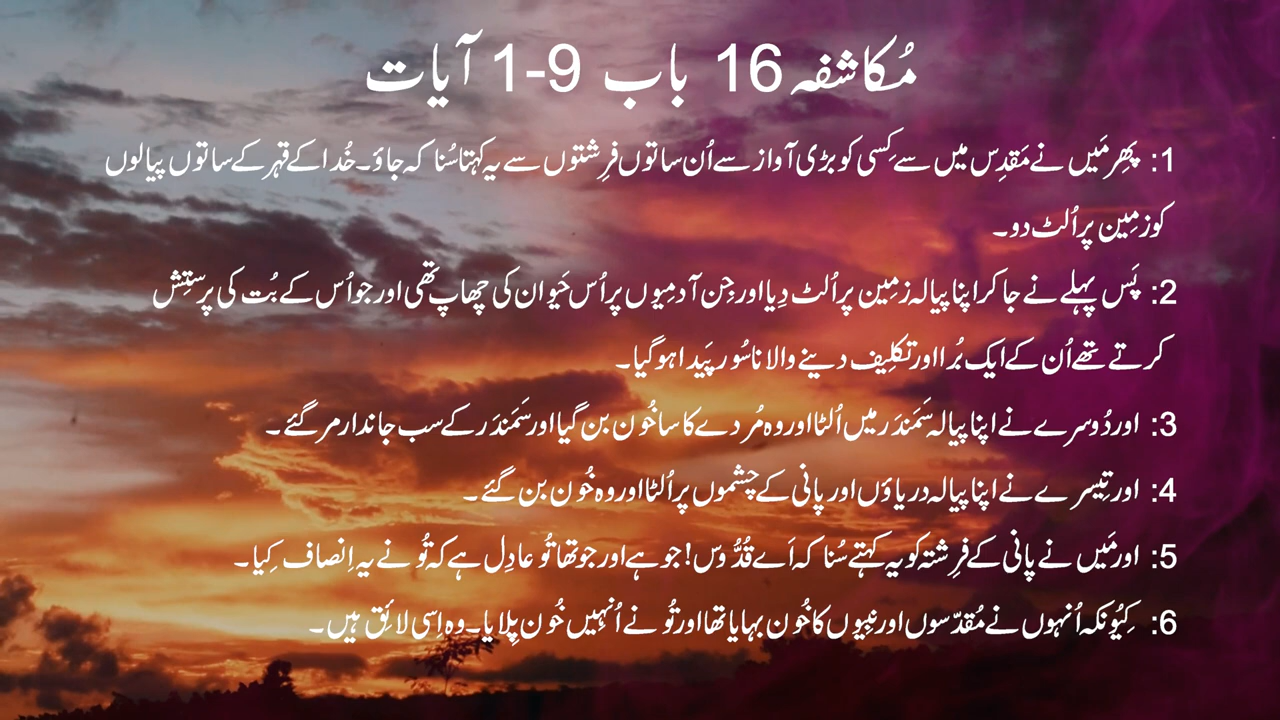 مُکاشفہ 16 باب 9-1 آیات
1: پِھرمَیں نے مَقدِس میں سے کِسی کو بڑی آواز سے اُن ساتوں فرِشتوں سے یہ کہتا سُنا کہ جاؤ۔ خُدا کے قہر کے ساتوں پیالوں
کو زمِین پر اُلٹ دو۔
2: پَس پہلے نے جا کر اپنا پیالہ زمِین پر اُلٹ دِیا اور جِن آدمِیوں پر اُس حَیوان کی چھاپ تھی اور جو اُس کے بُت کی پرستِش
کرتے تھے اُن کے ایک بُرا اور تکلِیف دینے والا ناسُور پَیدا ہوگیا۔
3: اور دُوسرے نے اپنا پیالہ سَمَندَر میں اُلٹا اور وہ مُردے کا سا خُون بن گیا اور سَمَندَر کے سب جاندار مر گئے۔
4: اور تِیسرے نے اپنا پیالہ دریاؤں اور پانی کے چشموں پر اُلٹا اور وہ خُون بن گئے۔
5: اور مَیں نے پانی کے فرِشتہ کو یہ کہتے سُنا کہ اَے قُدُّوس! جو ہے اور جو تھا تُو عادِل ہے کہ تُو نے یہ اِنصاف کِیا۔
6: کِیُونکہ اُنہوں نے مُقدّسوں اور نبِیوں کا خُون بہایا تھا اور تُو نے اُنہیں خُون پِلایا۔ وہ اِسی لائِق ہیں۔